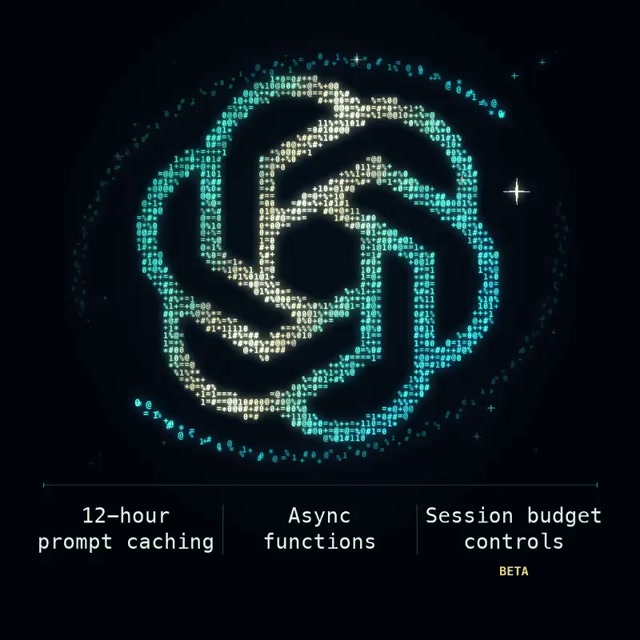 12–hour
prompt caching
Async
functions
Session budget
controls
BETA